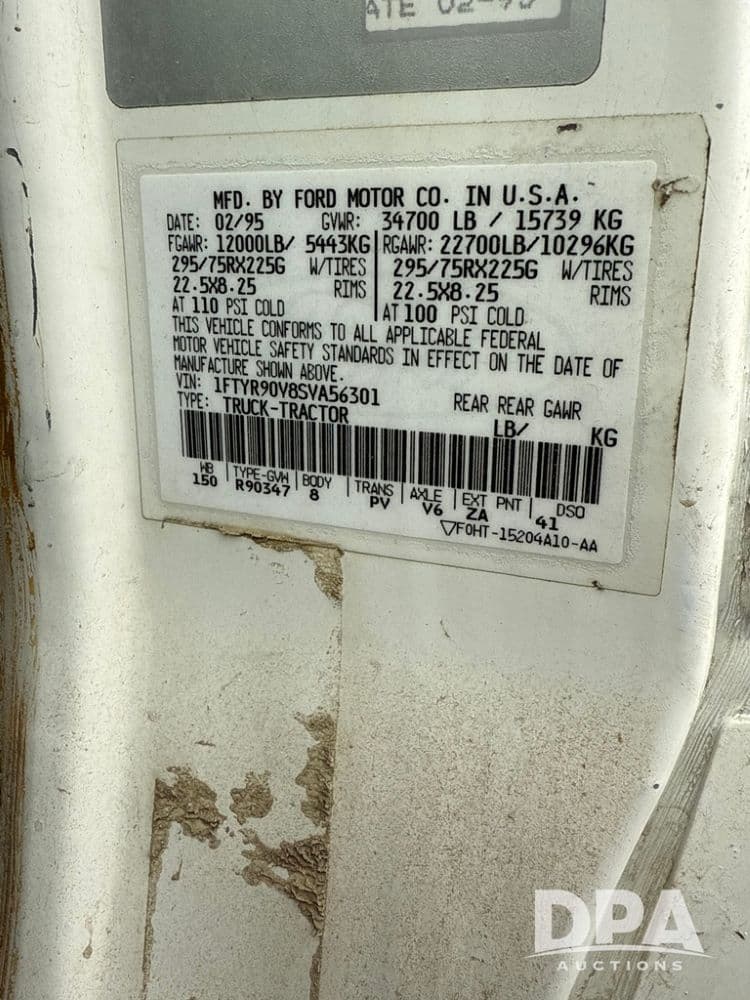 ATE 02-95
MFD. BY FORD MOTOR CO. IN U.S.A.
DATE: 02/95 GVWR: 34700 LB / 15739 KG
FGAWR: 12000LB/ 5443KG RGAWR: 22700LB/10296KG
295/75RX225G W/TIRES 295/75RX225G W/TIRES
22.5X8.25 RIMS 22.5X8.25 RIMS
AT 110 PSI COLD AT 100 PSI COLD
THIS VEHICLE CONFORMS TO ALL APPLICABLE FEDERAL
MOTOR VEHICLE SAFETY STANDARDS IN EFFECT ON THE DATE OF
MANUFACTURE SHOWN ABOVE.
VIN: 1FTYR90V8SVA56301 REAR REAR GAWR
TYPE: TRUCK-TRACTOR LB/ KG
WB TYPE-GVW BODY TRANS AXLE EXT PNT DSO
150 R90347 8 PV V6 ZA 41
F0HT-15204A10-AA
DPA
AUCTIONS